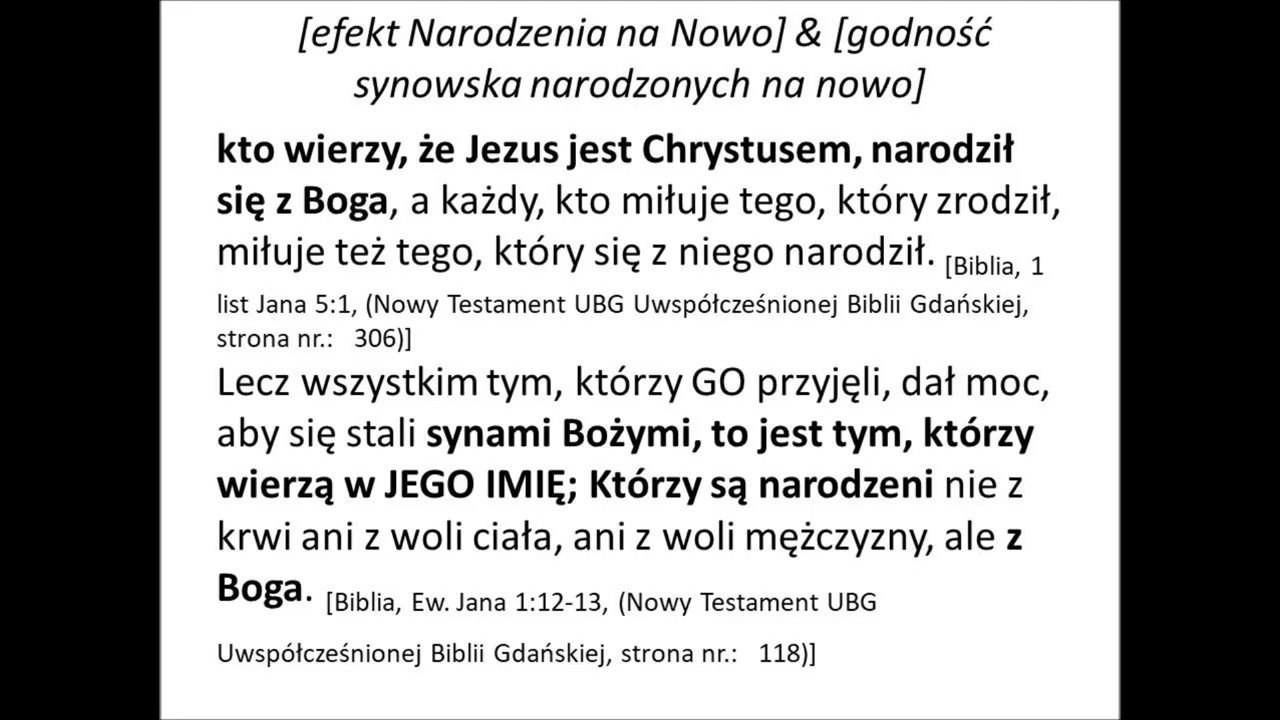 [efekt Narodzenia na Nowo] & [godność
synowska narodzonych na nowo]
kto wierzy, że Jezus jest Chrystusem, narodził
się z Boga, a każdy, kto miłuje tego, który zrodził,
miłuje też tego, który się z niego narodził. [Biblia, 1
list Jana 5:1, (Nowy Testament UBG Uwspółcześnionej Biblii Gdańskiej,
strona nr.: 306)]
Lecz wszystkim tym, którzy GO przyjęli, dał moc,
aby się stali synami Bożymi, to jest tym, którzy
wierzą w JEGO IMIĘ; Którzy są narodzeni nie z
krwi ani z woli ciała, ani z woli mężczyzny, ale z
Boga. [Biblia, Ew. Jana 1:12-13, (Nowy Testament UBG
Uwspółcześnionej Biblii Gdańskiej, strona nr.: 118)]